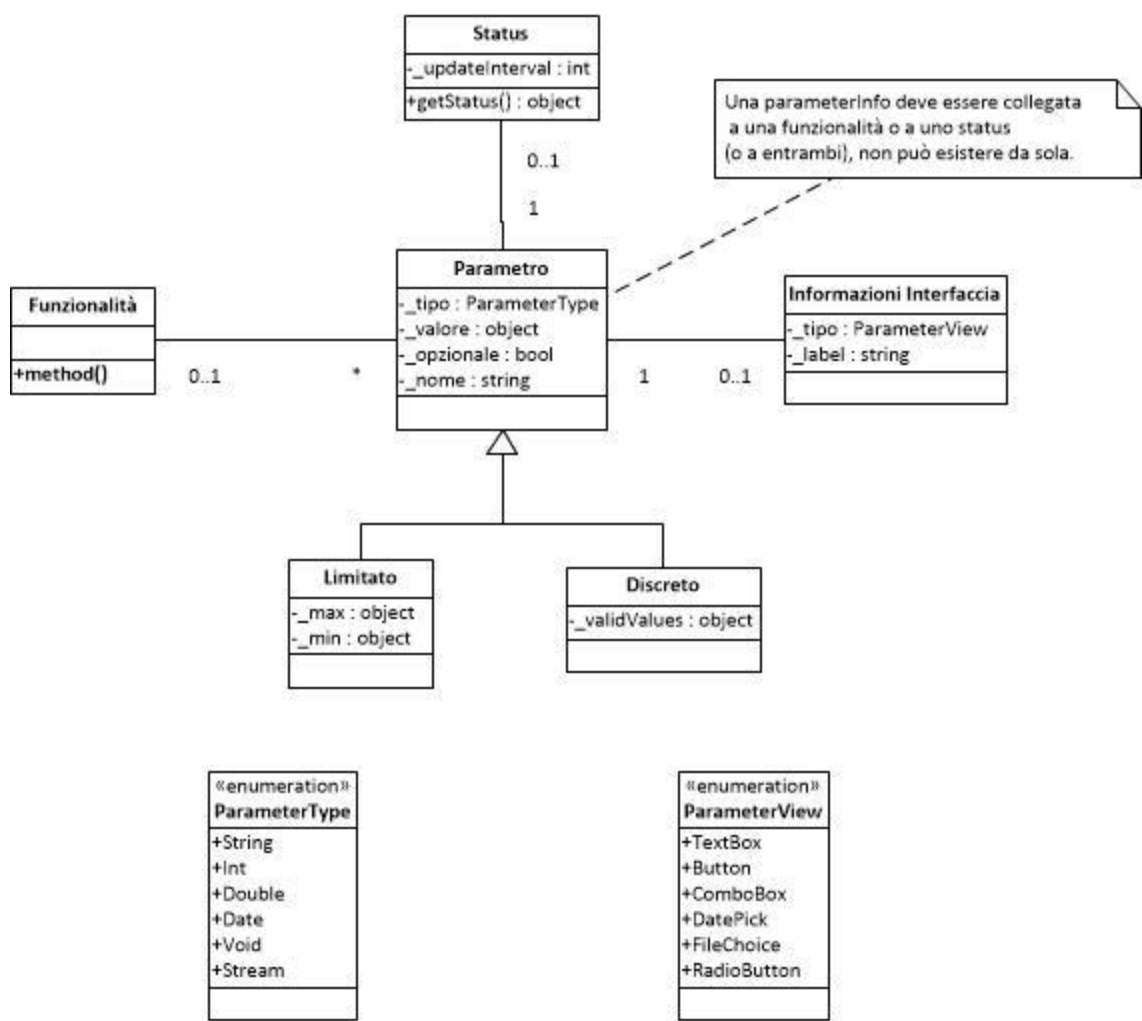 Status
-_updateInterval : int
+getStatus() : object
Una parameterInfo deve essere collegata
a una funzionalità o a uno status
(o a entrambi), non può esistere da sola.
0..1
1
Parametro
-_tipo : ParameterType
-_valore : object
-_opzionale : bool
-_nome : string
Funzionalità
+method()
0..1
*
Informazioni Interfaccia
-_tipo : ParameterView
-_label : string
1
0..1
Limitato
-_max : object
-_min : object
Discreto
-_validValues : object
«enumeration»
ParameterType
+String
+Int
+Double
+Date
+Void
+Stream
«enumeration»
ParameterView
+TextBox
+Button
+ComboBox
+DatePick
+FileChoice
+RadioButton